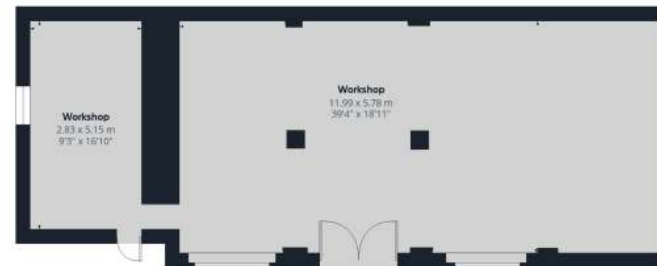 Workshop
2.83 x 5.15 m
9'3" x 16'10"
Workshop
11.99 x 5.78 m
39'4" x 18'11"